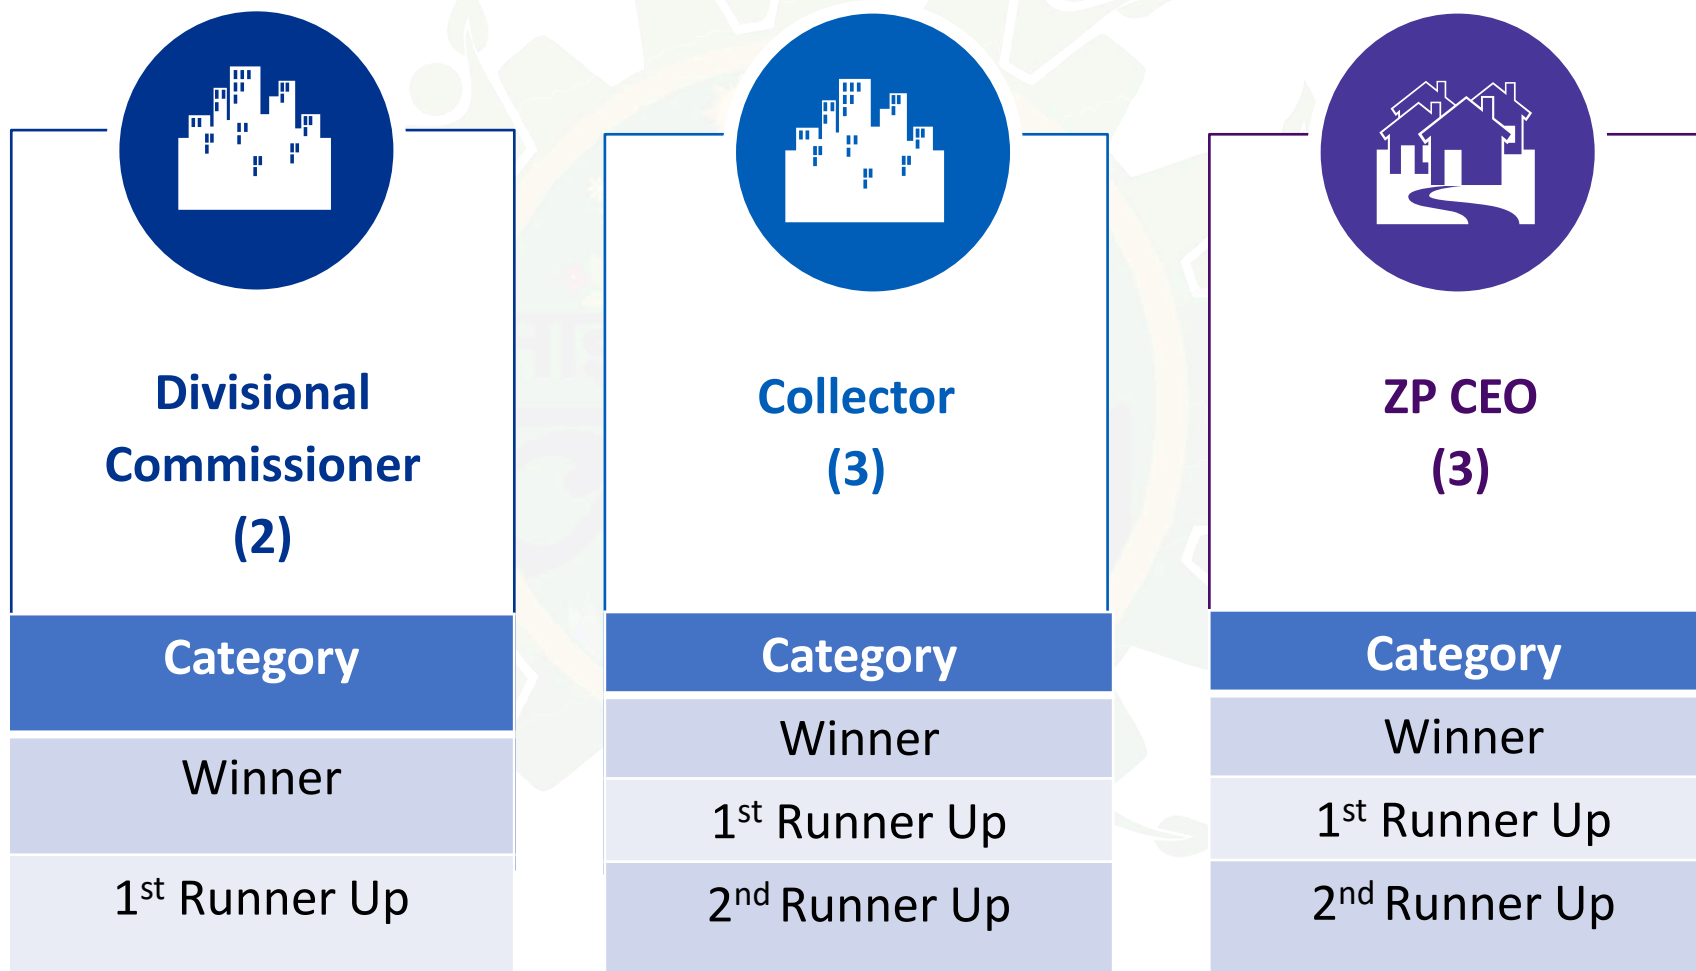 Divisional
Commissioner
(2)
Category
Winner
1st Runner Up
Collector
(3)
Category
Winner
1st Runner Up
2nd Runner Up
ZP CEO
(3)
Category
Winner
1st Runner Up
2nd Runner Up